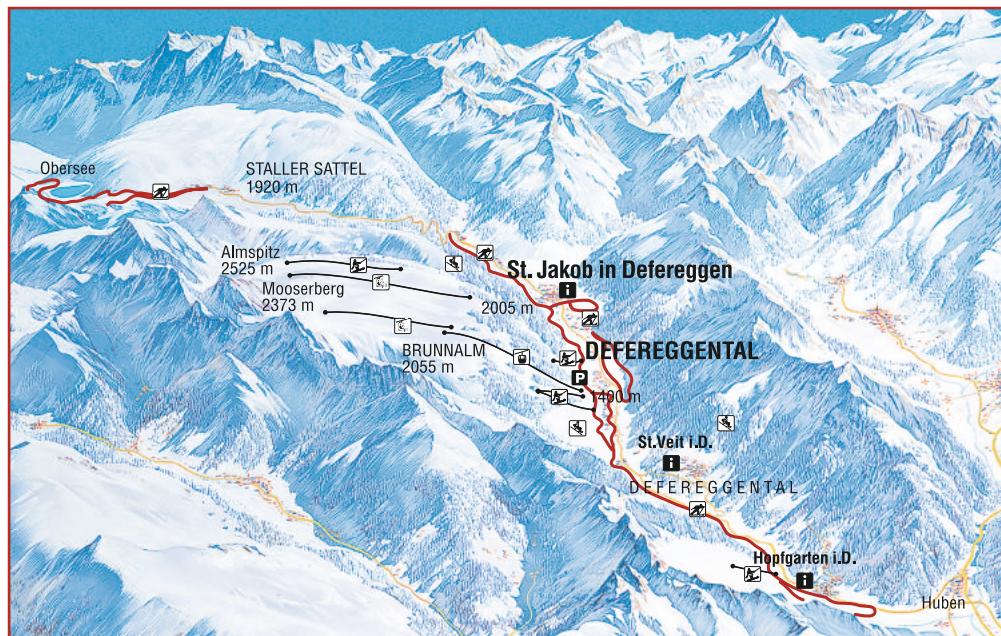 Obersee
STALLER SATTEL
1920 m
Almspitz
2525 m
Mooserberg
2373 m
St. Jakob in Defereggen
i
2005 m
BRUNNALM
2055 m
DEFEREGGENTAL
P
1400 m
St.Veit i.D.
i
DEFEREGGENTAL
Hopfgarten i.D.
i
Huben